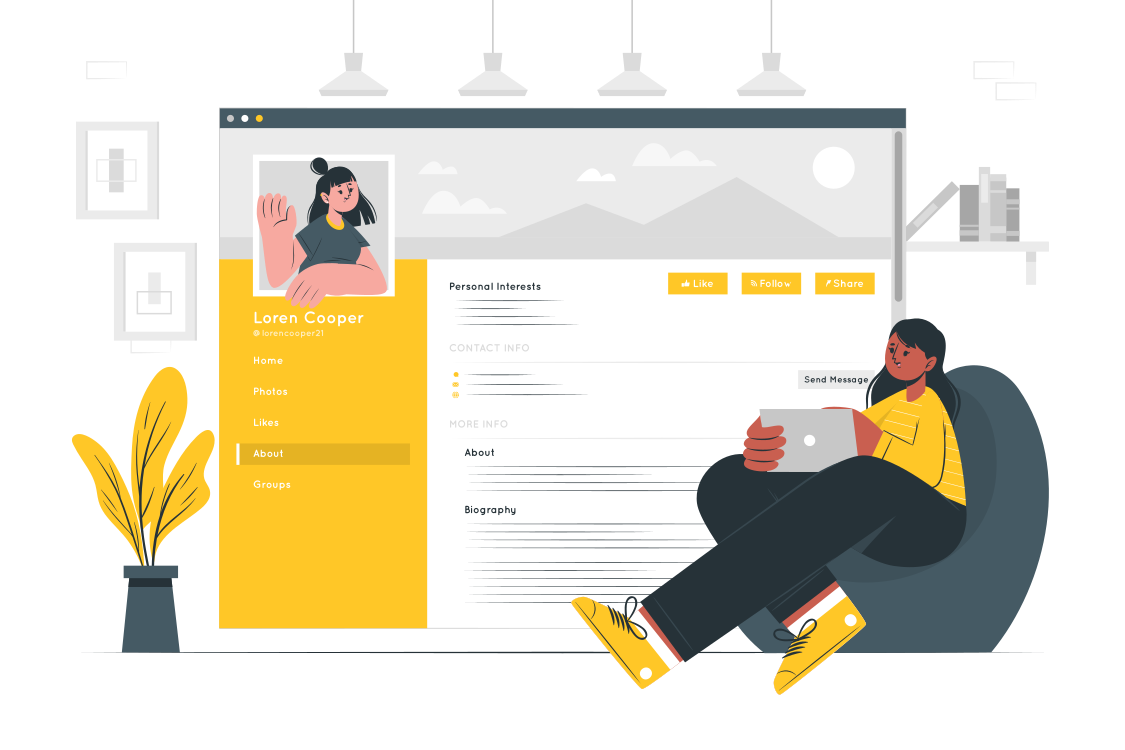 Loren Cooper
@lorencooper21
Home
Photos
Likes
About
Groups
Personal Interests
Like
Follow
Share
CONTACT INFO
Send Message
MORE INFO
About
Biography